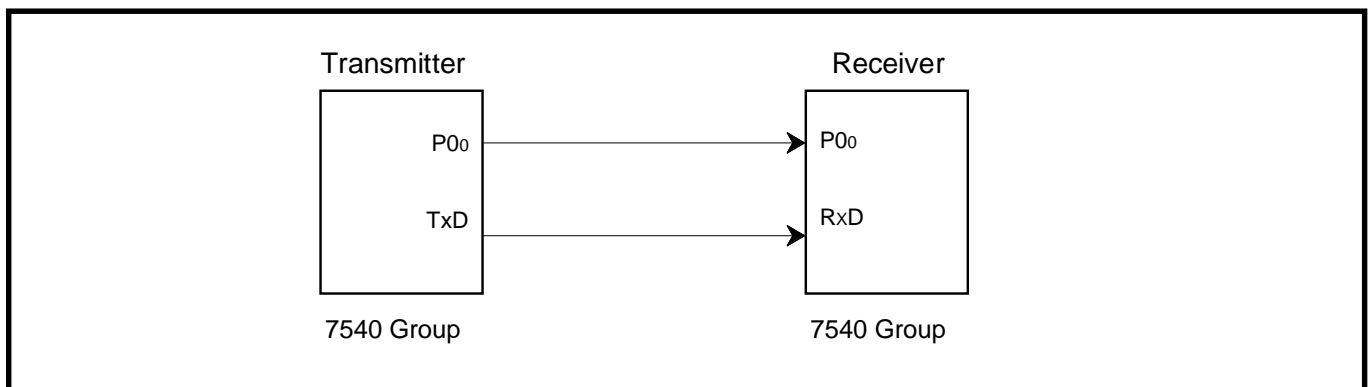 Transmitter Receiver
P0₀ P0₀
TxD RxD
7540 Group 7540 Group